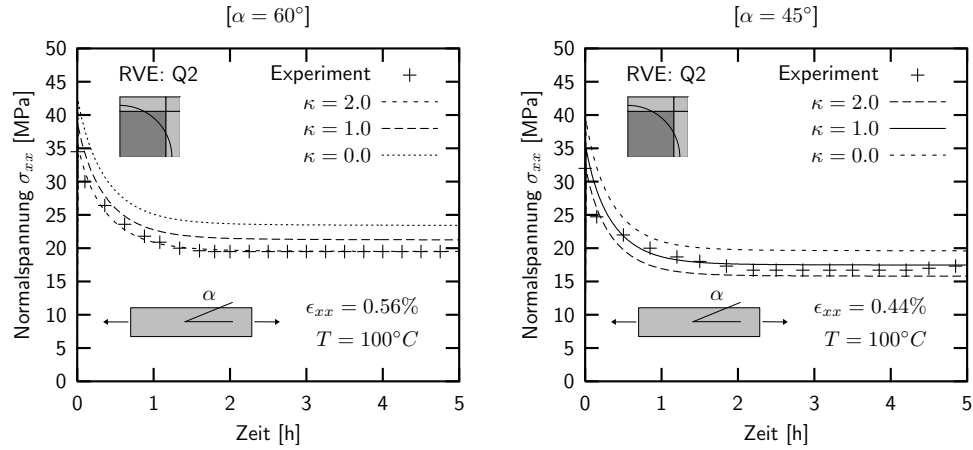 [α = 60°]
50
45
40
35
30
25
20
15
10
5
0
0 1 2 3 4 5
Normalspannung σxx [MPa]
Zeit [h]
RVE: Q2
Experiment
κ = 2.0
κ = 1.0
κ = 0.0
α
ϵxx = 0.56%
T = 100°C
[α = 45°]
50
45
40
35
30
25
20
15
10
5
0
0 1 2 3 4 5
Normalspannung σxx [MPa]
Zeit [h]
RVE: Q2
Experiment
κ = 2.0
κ = 1.0
κ = 0.0
α
ϵxx = 0.44%
T = 100°C